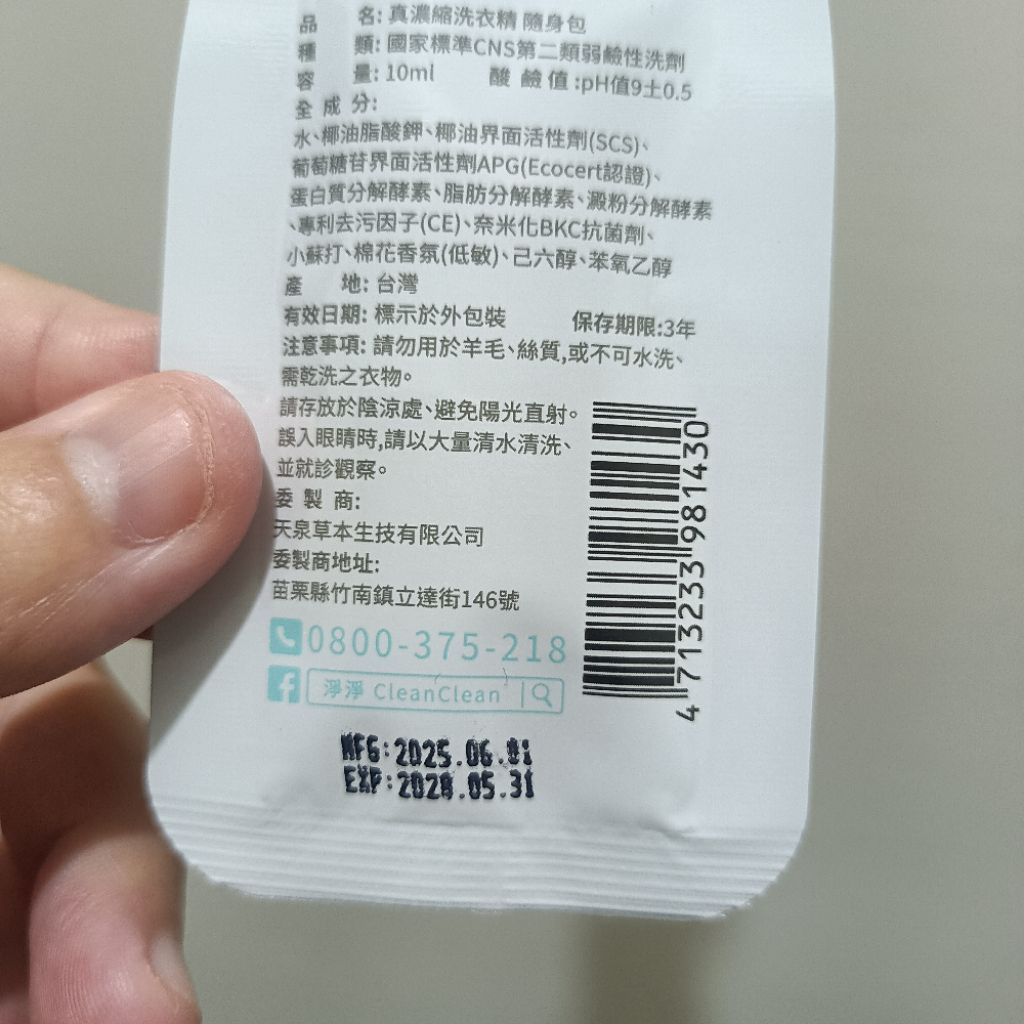 品　名: 真濃縮洗衣精 隨身包
種　類: 國家標準CNS第二類弱鹼性洗劑
容　量: 10ml　酸鹼值:pH值9土0.5
全成分:
水、椰油脂酸鉀、椰油界面活性劑(SCS)、
葡萄糖苷界面活性劑APG(Ecocert認證)、
蛋白質分解酵素、脂肪分解酵素、澱粉分解酵素
、專利去污因子(CE)、奈米化BKC抗菌劑、
小蘇打、棉花香氛(低敏)、己六醇、苯氧乙醇
產　地: 台灣
有效日期: 標示於外包裝　保存期限:3年
注意事項: 請勿用於羊毛、絲質,或不可水洗、
需乾洗之衣物。
請存放於陰涼處、避免陽光直射。
誤入眼睛時,請以大量清水清洗、
並就診觀察。
委製商:
天泉草本生技有限公司
委製商地址:
苗栗縣竹南鎮立達街146號
0800-375-218
淨淨 CleanClean
MFG:2025.06.01
EXP:2028.05.31
4 713233 981430